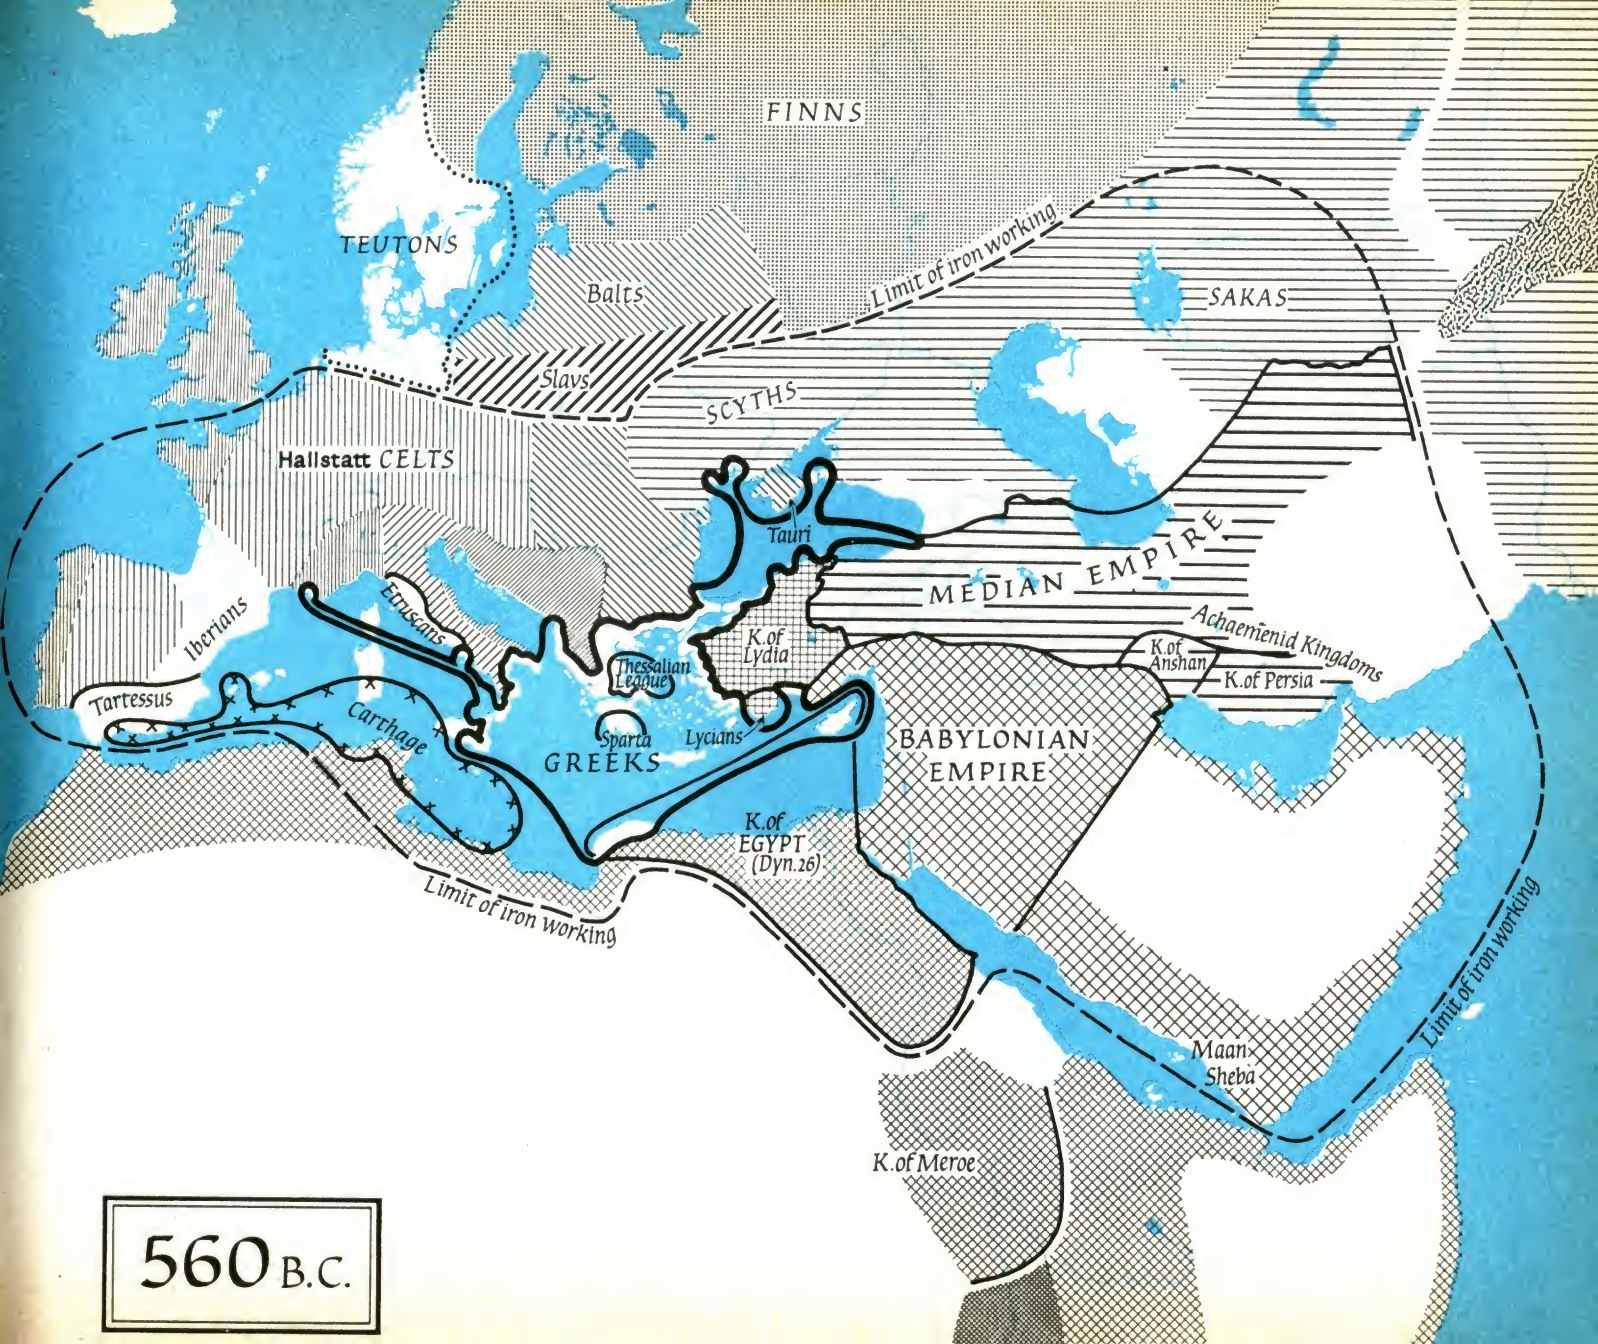 FINNS
TEUTONS
Limit of iron working
Balts
SAKAS
Slavs
SCYTHS
Hallstatt CELTS
Tauri
MEDIAN EMPIRE
Etruscans
Iberians
Achaemenid Kingdoms
K.of
Lydia
K.of
Anshan
Thessalian
League
K.of Persia
Tartessus
Carthage
Sparta
Lycians
GREEKS
BABYLONIAN
EMPIRE
K.of
EGYPT
(Dyn.26)
Limit of iron working
Limit of iron working
Maan
Sheba
K.of Meroe
560 B.C.